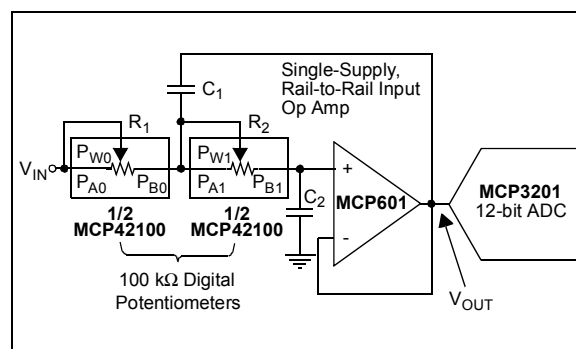 Single-Supply,
Rail-to-Rail Input
Op Amp
C1
R1
R2
VIN
PW0
PA0
PB0
PW1
PA1
PB1
C2
+
-
MCP601
MCP3201
12-bit ADC
1/2
MCP42100
1/2
MCP42100
100 kΩ Digital
Potentiometers
VOUT